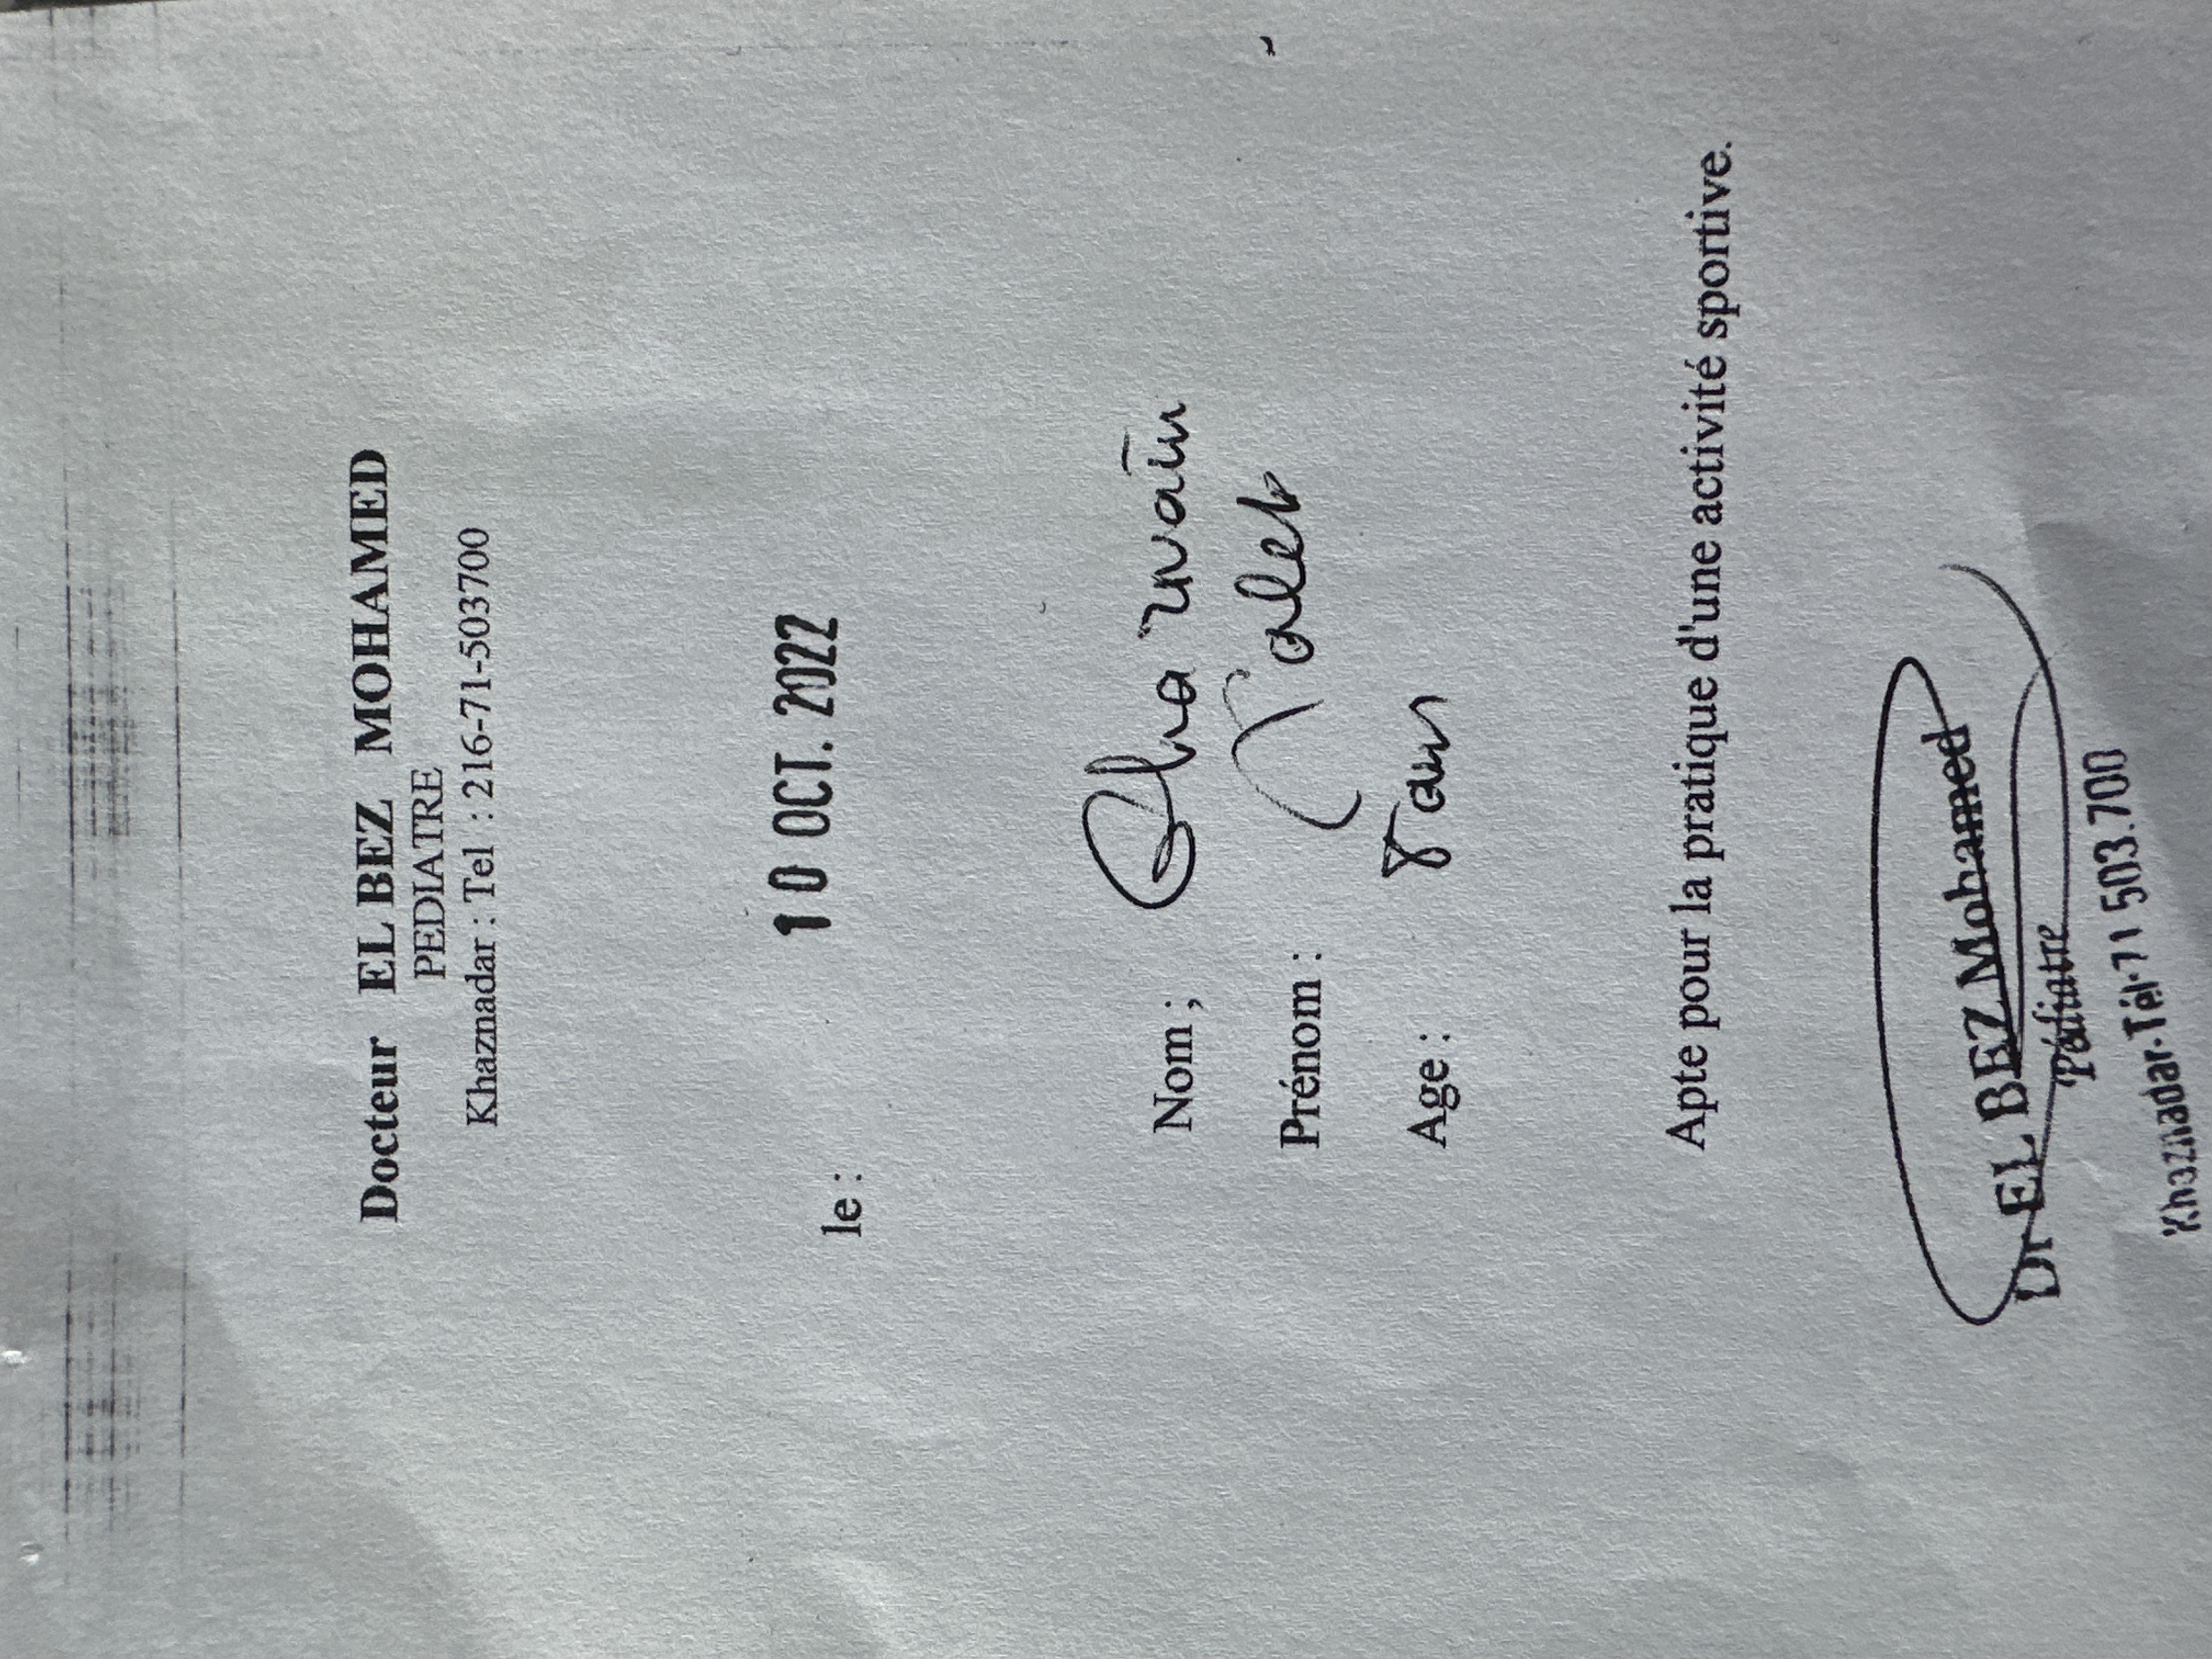 Docteur EL BEZ MOHAMED
PEDIATRE
Khaznadar : Tel : 216-71-503700
le : 10 OCT. 2022
Nom ;
Prénom : Taleb
Age : 8 ans
Apte pour la pratique d'une activité sportive.
Dr EL BEZ Mohamed
Pédiatre
Khaznadar-Tél-71 503.700